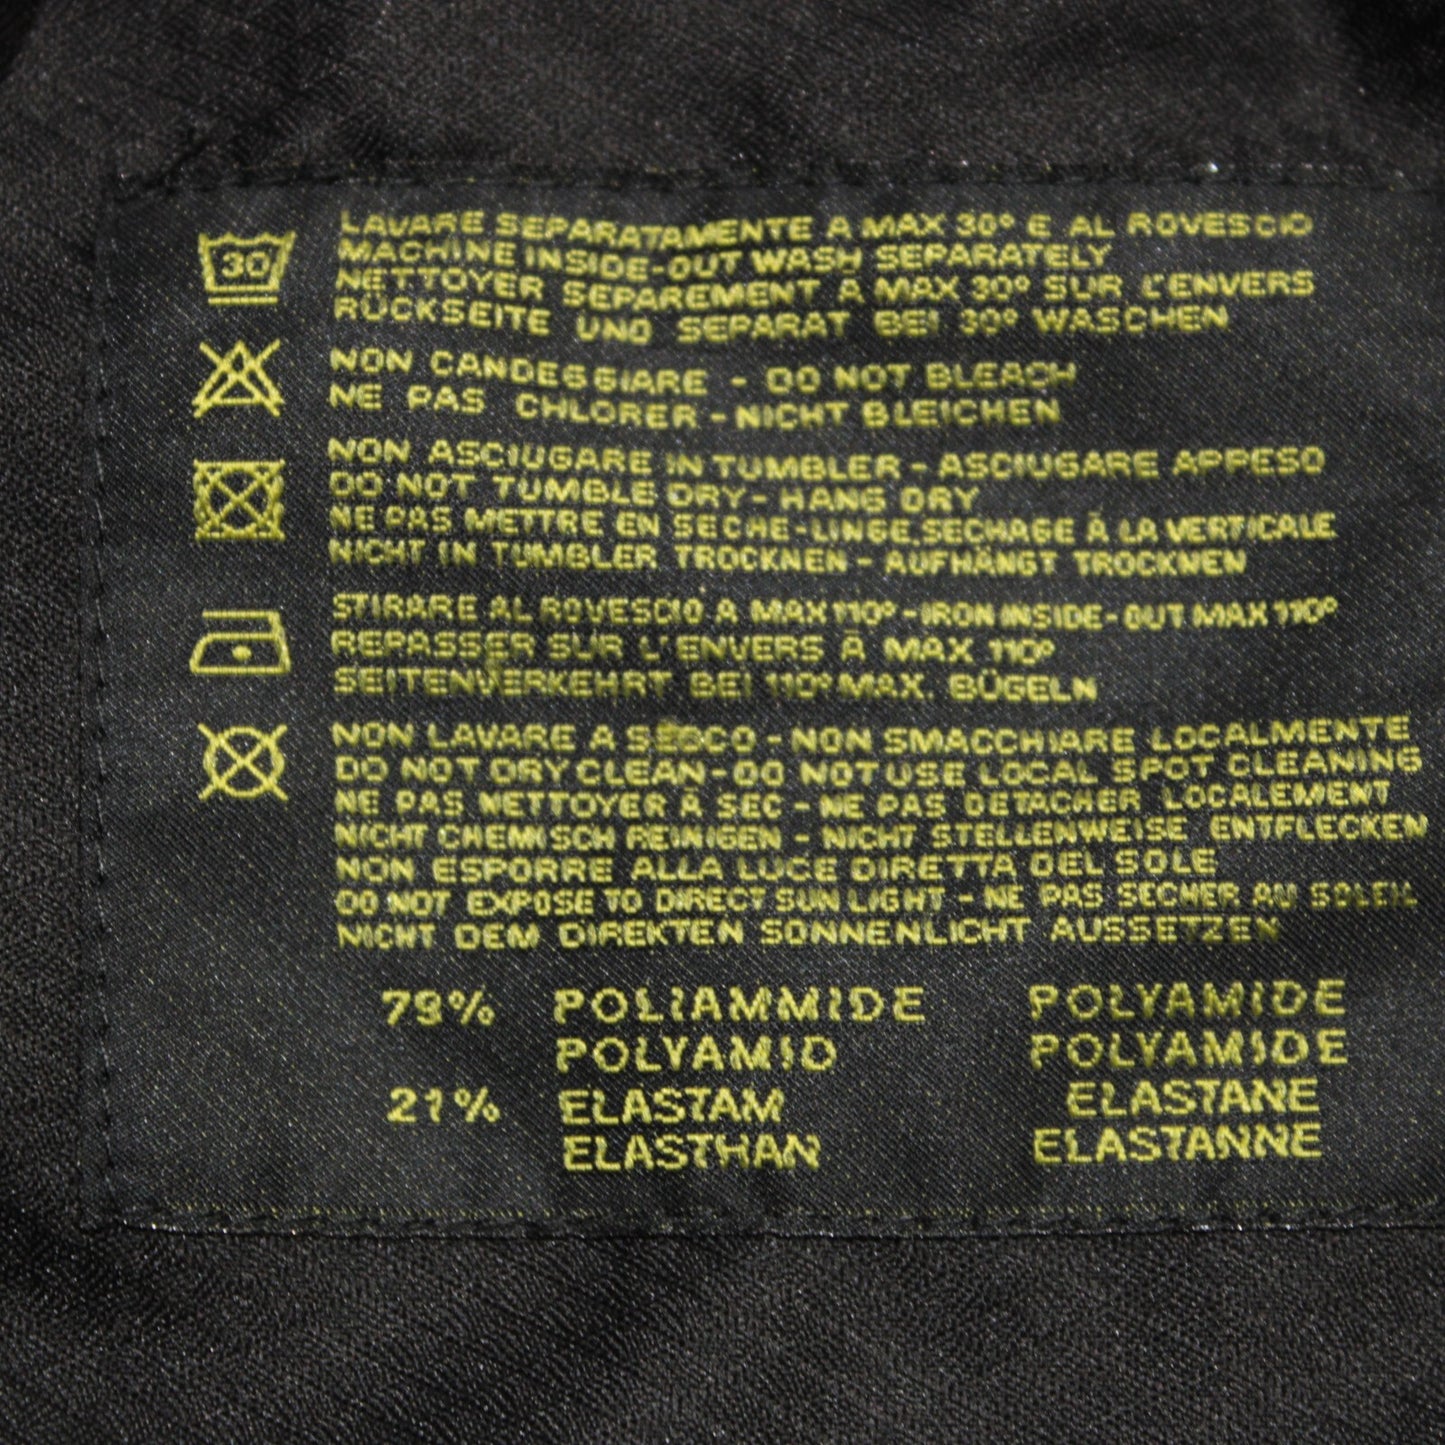 30
LAVARE SEPARATAMENTE A MAX 30° E AL ROVESCIO
MACHINE INSIDE-OUT WASH SEPARATELY
NETTOYER SEPAREMENT A MAX 30° SUR L'ENVERS
RÜCKSEITE UND SEPARAT BEI 30° WASCHEN
NON CANDEGGIARE - DO NOT BLEACH
NE PAS CHLORER - NICHT BLEICHEN
NON ASCIUGARE IN TUMBLER - ASCIUGARE APPESO
DO NOT TUMBLE DRY - HANG DRY
NE PAS METTRE EN SECHE-LINGE, SECHAGE À LA VERTICALE
NICHT IN TUMBLER TROCKNEN - AUFHÄNGT TROCKNEN
STIRARE AL ROVESCIO A MAX 110° - IRON INSIDE-OUT MAX 110°
REPASSER SUR L'ENVERS À MAX 110°
SEITENVERKEHRT BEI 110° MAX. BÜGELN
NON LAVARE A SECCO - NON SMACCHIARE LOCALMENTE
DO NOT DRY CLEAN - DO NOT USE LOCAL SPOT CLEANING
NE PAS NETTOYER À SEC - NE PAS DETACHER LOCALEMENT
NICHT CHEMISCH REINIGEN - NICHT STELLENWEISE ENTFLECKEN
NON ESPORRE ALLA LUCE DIRETTA DEL SOLE
DO NOT EXPOSE TO DIRECT SUN LIGHT - NE PAS SECHER AU SOLEIL
NICHT DEM DIREKTEN SONNENLICHT AUSSETZEN
79% POLIAMMIDE POLYAMIDE
POLYAMID POLYAMIDE
21% ELASTAM ELASTANE
ELASTHAN ELASTANNE